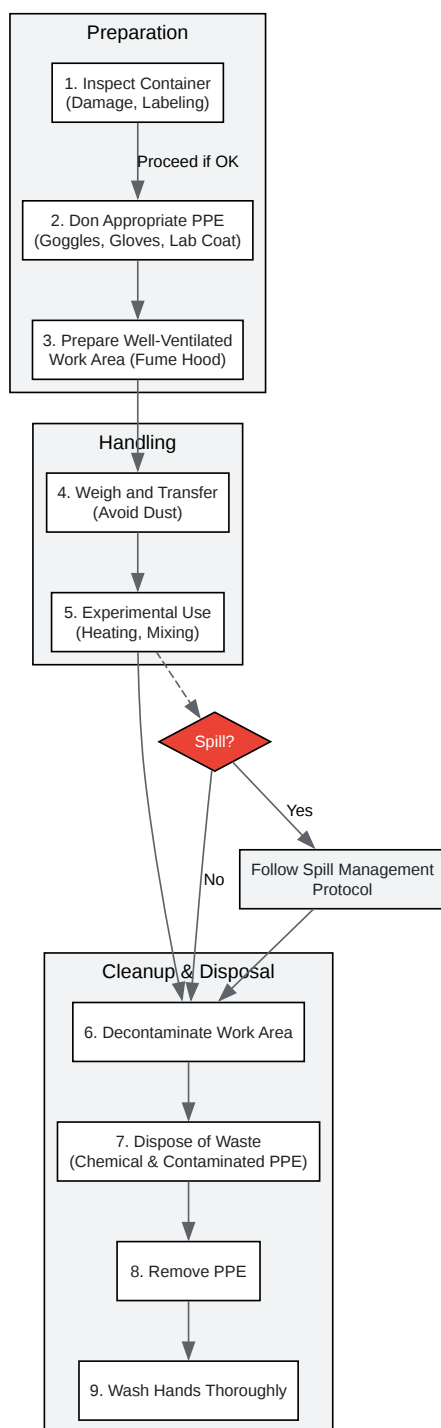 Preparation
1. Inspect Container
(Damage, Labeling)
Proceed if OK
2. Don Appropriate PPE
(Goggles, Gloves, Lab Coat)
3. Prepare Well-Ventilated
Work Area (Fume Hood)
Handling
4. Weigh and Transfer
(Avoid Dust)
5. Experimental Use
(Heating, Mixing)
Spill?
Yes
No
Follow Spill Management
Protocol
Cleanup & Disposal
6. Decontaminate Work Area
7. Dispose of Waste
(Chemical & Contaminated PPE)
8. Remove PPE
9. Wash Hands Thoroughly